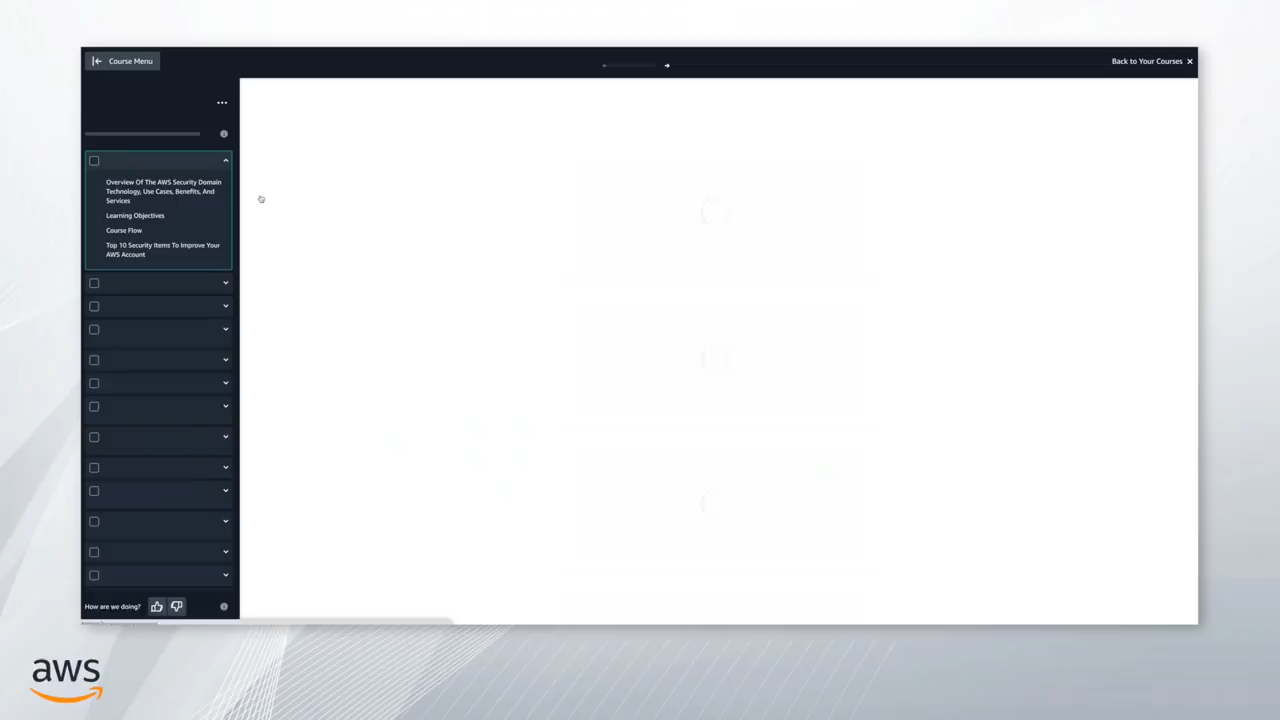 Course Menu
Back to Your Courses
Overview Of The AWS Security Domain
Technology, Use Cases, Benefits, And
Services
Learning Objectives
Course Flow
Top 10 Security Items To Improve Your
AWS Account
How are we doing?
aws